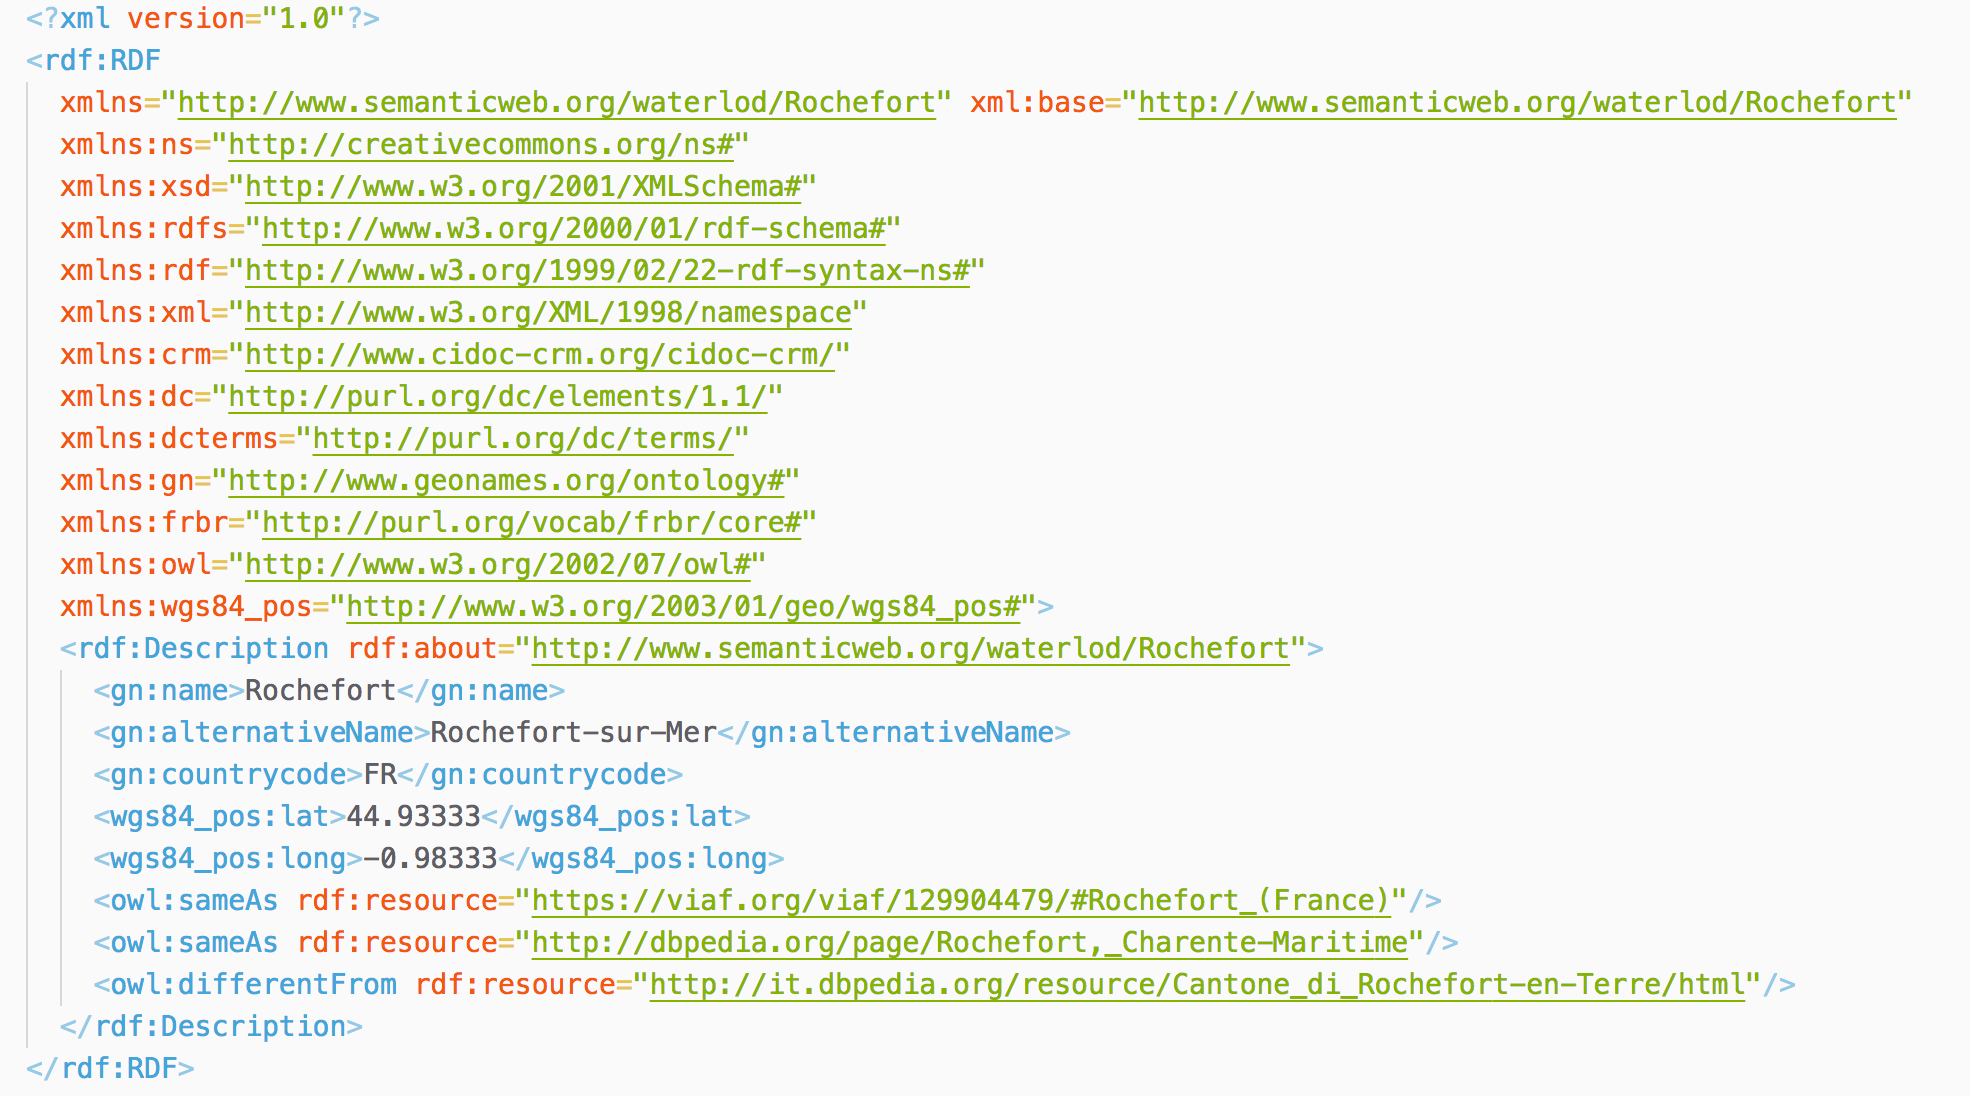 <?xml version="1.0"?>
<rdf:RDF
xmlns="http://www.semanticweb.org/waterlod/Rochefort" xml:base="http://www.semanticweb.org/waterlod/Rochefort"
xmlns:ns="http://creativecommons.org/ns#"
xmlns:xsd="http://www.w3.org/2001/XMLSchema#"
xmlns:rdfs="http://www.w3.org/2000/01/rdf-schema#"
xmlns:rdf="http://www.w3.org/1999/02/22-rdf-syntax-ns#"
xmlns:xml="http://www.w3.org/XML/1998/namespace"
xmlns:crm="http://www.cidoc-crm.org/cidoc-crm/"
xmlns:dc="http://purl.org/dc/elements/1.1/"
xmlns:dcterms="http://purl.org/dc/terms/"
xmlns:gn="http://www.geonames.org/ontology#"
xmlns:frbr="http://purl.org/vocab/frbr/core#"
xmlns:owl="http://www.w3.org/2002/07/owl#"
xmlns:wgs84_pos="http://www.w3.org/2003/01/geo/wgs84_pos#">
<rdf:Description rdf:about="http://www.semanticweb.org/waterlod/Rochefort">
<gn:name>Rochefort</gn:name>
<gn:alternativeName>Rochefort-sur-Mer</gn:alternativeName>
<gn:countrycode>FR</gn:countrycode>
<wgs84_pos:lat>44.93333</wgs84_pos:lat>
<wgs84_pos:long>-0.98333</wgs84_pos:long>
<owl:sameAs rdf:resource="https://viaf.org/viaf/129904479/#Rochefort_(France)"/>
<owl:sameAs rdf:resource="http://dbpedia.org/page/Rochefort,_Charente-Maritime"/>
<owl:differentFrom rdf:resource="http://it.dbpedia.org/resource/Cantone_di_Rochefort-en-Terre/html"/>
</rdf:Description>
</rdf:RDF>